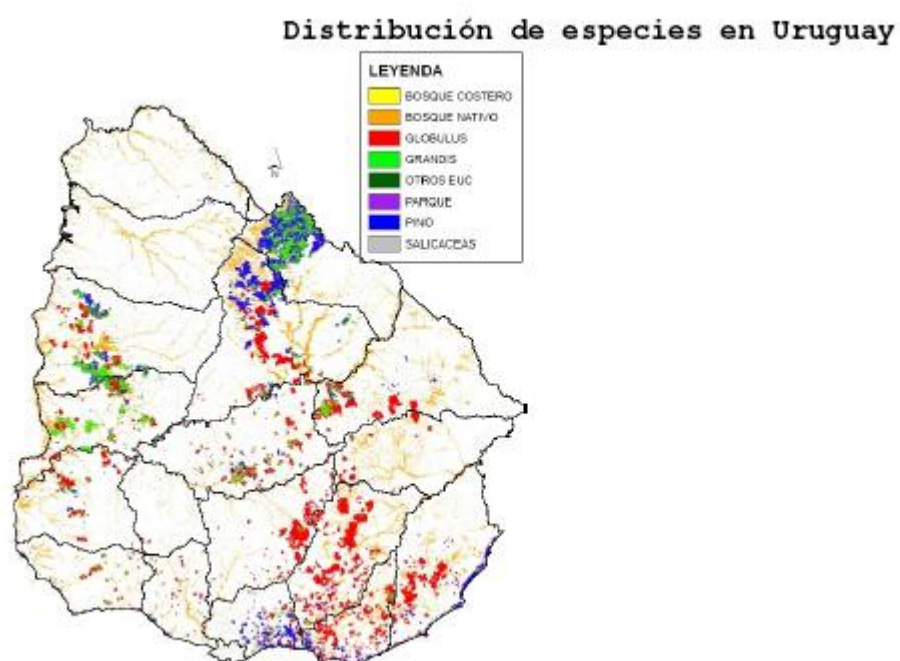 Distribución de especies en Uruguay
LEYENDA
BOSQUE COSTERO
BOSQUE NATIVO
GLOBULUS
GRANDIS
OTROS EUC
PARQUE
PINO
SALICACEAS